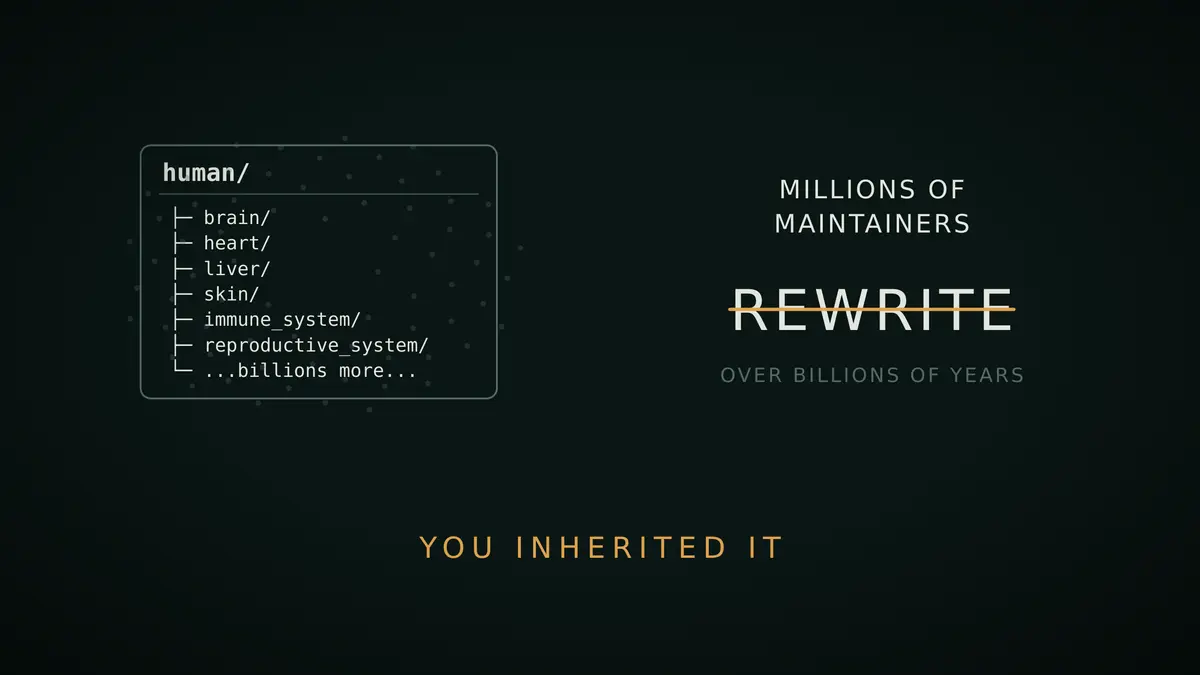 human/
├─ brain/
├─ heart/
├─ liver/
├─ skin/
├─ immune_system/
├─ reproductive_system/
└─ ...billions more...
MILLIONS OF
MAINTAINERS
REWRITE
OVER BILLIONS OF YEARS
YOU INHERITED IT